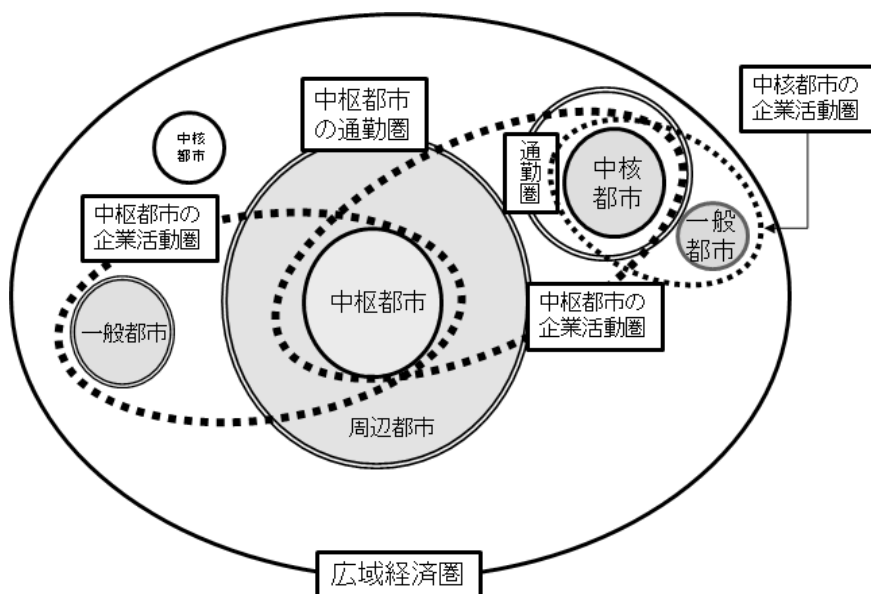 中枢都市
の通勤圏
中核都市の
企業活動圏
中核
都市
通
勤
圏
中核
都市
中枢都市の
企業活動圏
一般
都市
中枢都市
中枢都市の
企業活動圏
一般都市
周辺都市
広域経済圏